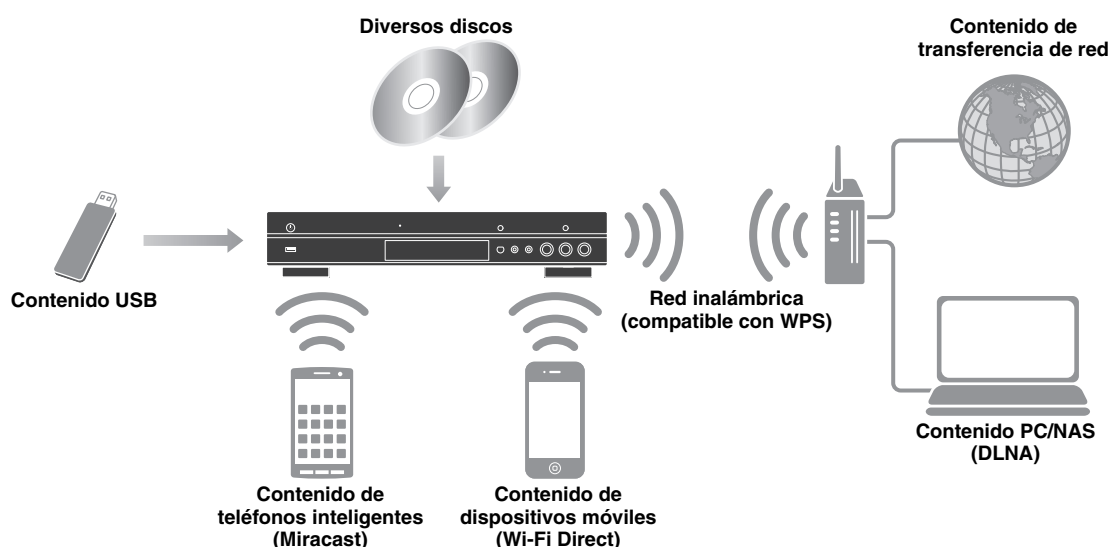 Diversos discos
Contenido de
transferencia de red
Contenido USB
Red inalámbrica
(compatible con WPS)
Contenido PC/NAS
(DLNA)
Contenido de
teléfonos inteligentes
(Miracast)
Contenido de
dispositivos móviles
(Wi-Fi Direct)